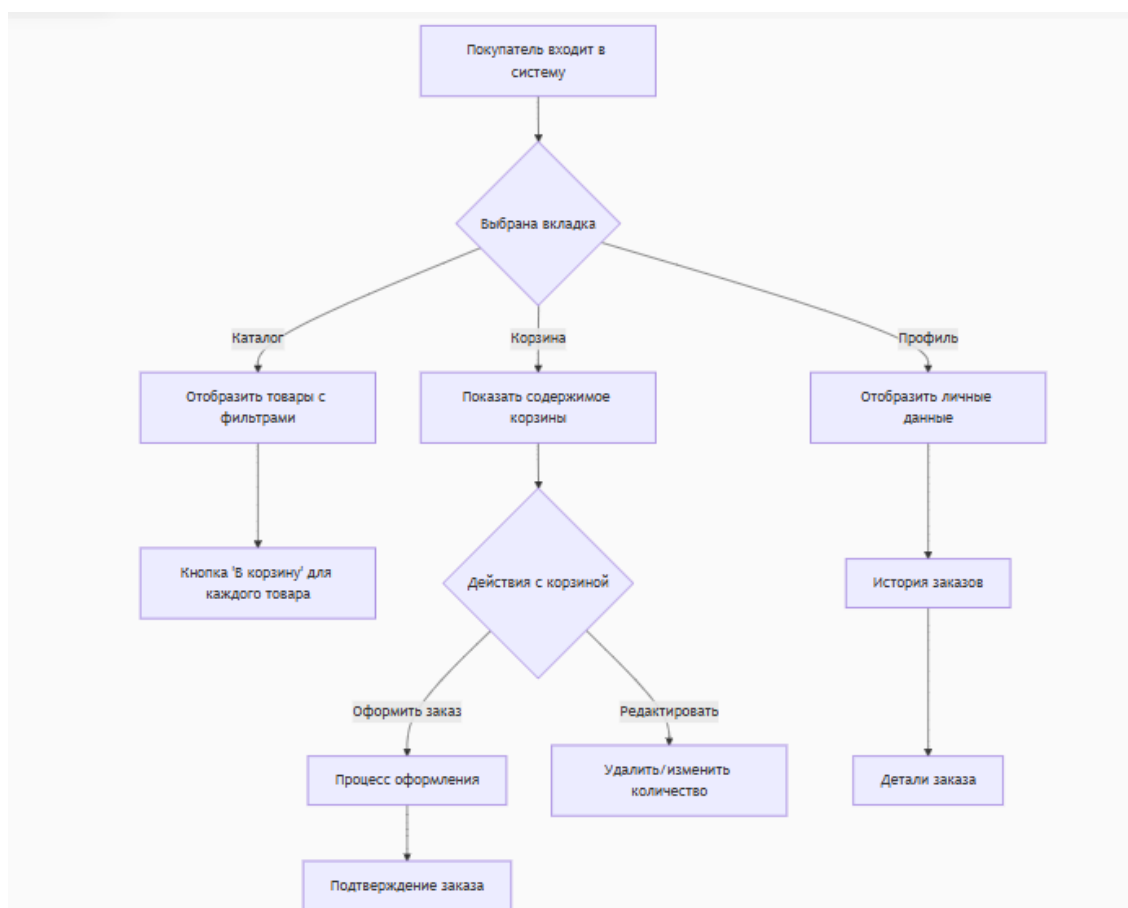 Покупатель входит в
систему
Выбрана вкладка
Каталог
Корзина
Профиль
Отобразить товары с
фильтрами
Показать содержимое
корзины
Отобразить личные
данные
Кнопка 'В корзину' для
каждого товара
Действия с корзиной
История заказов
Оформить заказ
Редактировать
Процесс оформления
Удалить/изменить
количество
Детали заказа
Подтверждение заказа